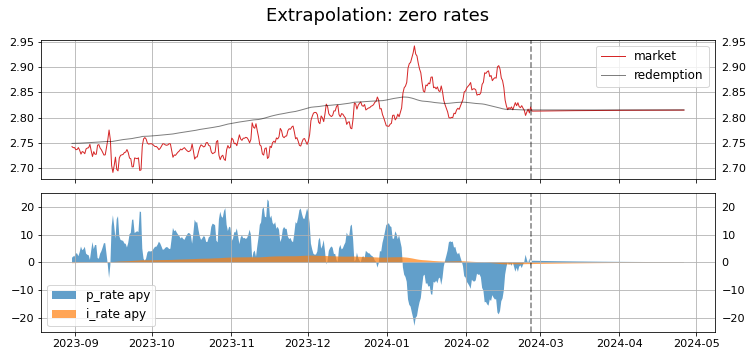 Extrapolation: zero rates
2.95 2.95
2.90 2.90
2.85 2.85
2.80 2.80
2.75 2.75
2.70 2.70
market
redemption
20 20
10 10
0 0
−10 −10
−20 −20
p_rate apy
i_rate apy
2023-09 2023-10 2023-11 2023-12 2024-01 2024-02 2024-03 2024-04 2024-05